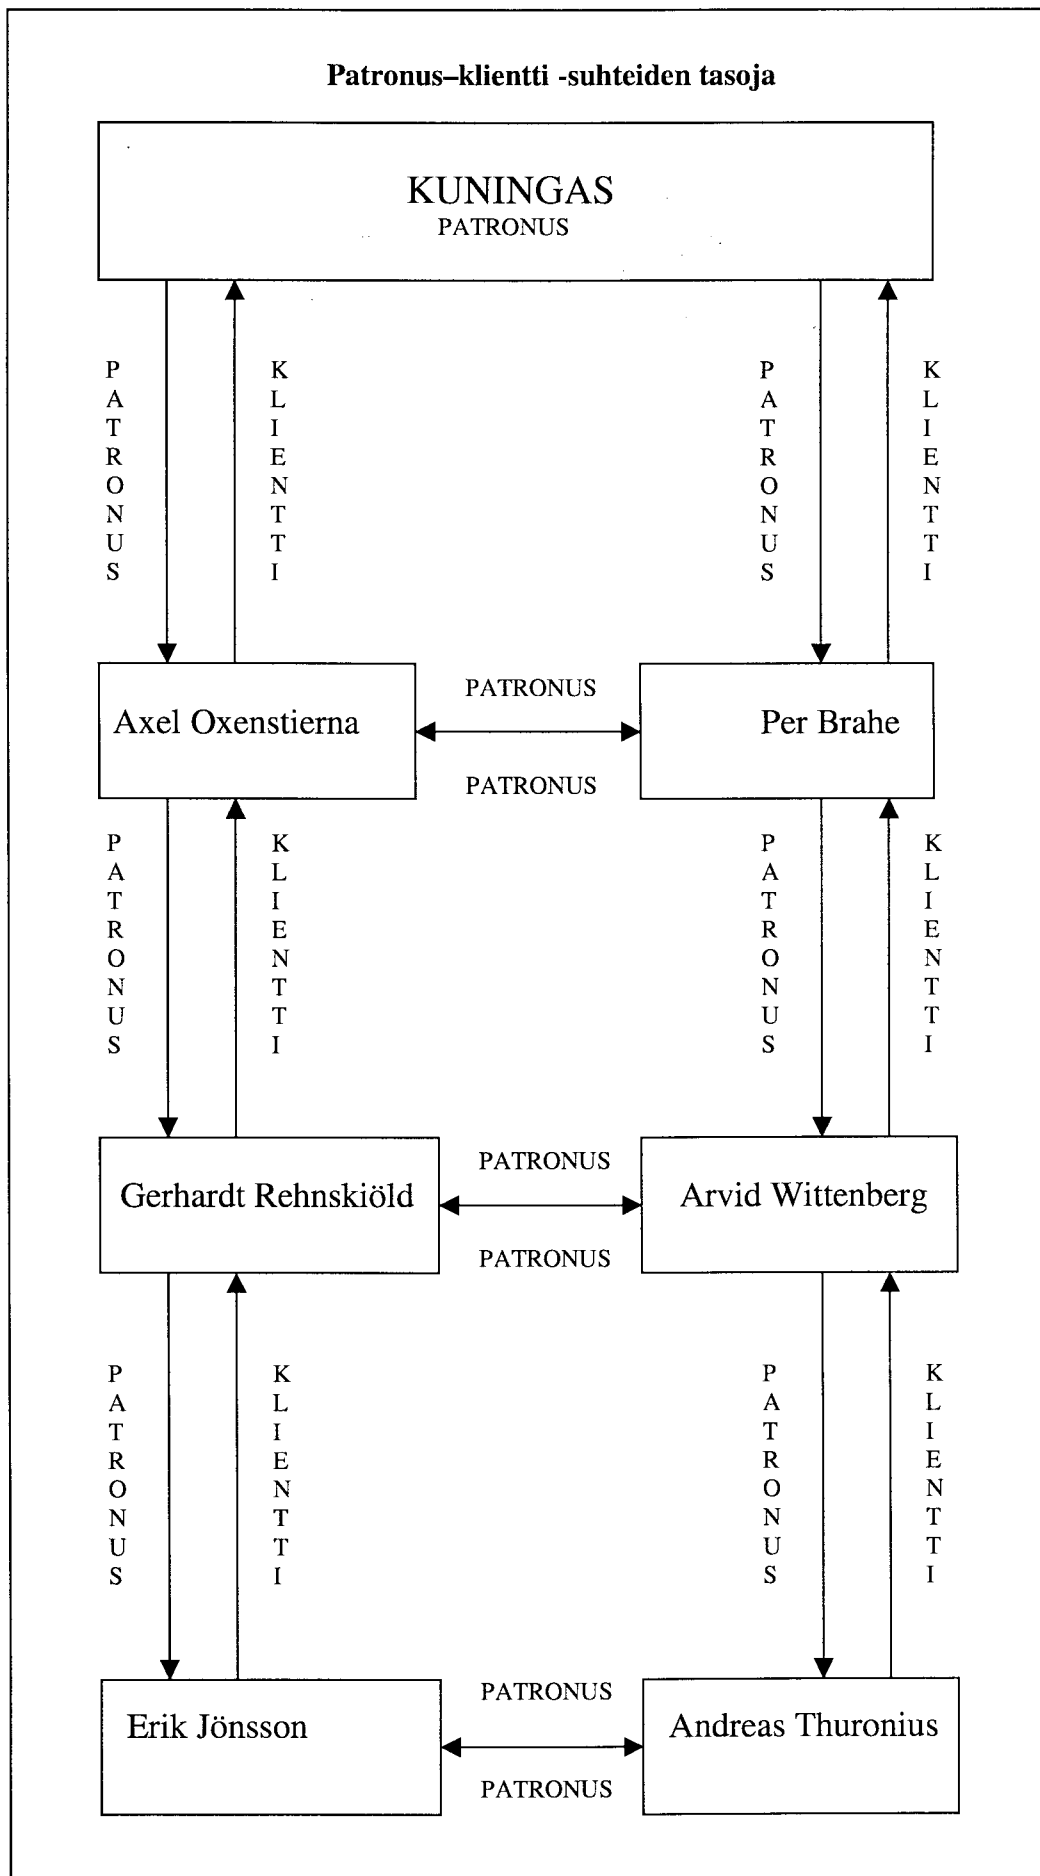 Patronus–klientti -suhteiden tasoja
KUNINGAS
PATRONUS
PATRONUS
KLIENTTI
PATRONUS
KLIENTTI
Axel Oxenstierna
PATRONUS
PATRONUS
Per Brahe
PATRONUS
KLIENTTI
PATRONUS
KLIENTTI
Gerhardt Rehnskiöld
PATRONUS
PATRONUS
Arvid Wittenberg
PATRONUS
KLIENTTI
PATRONUS
KLIENTTI
Erik Jönsson
PATRONUS
PATRONUS
Andreas Thuronius